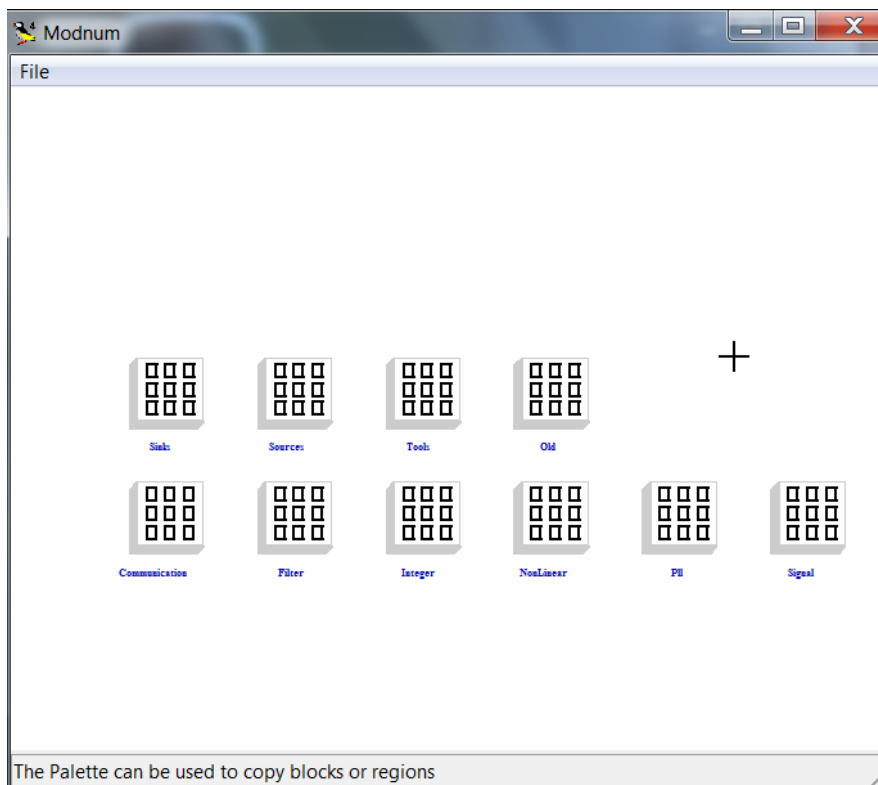 Modnum
File
Sinks Sources Tools Old
Communication Filter Integer NonLinear Pll Signal
The Palette can be used to copy blocks or regions